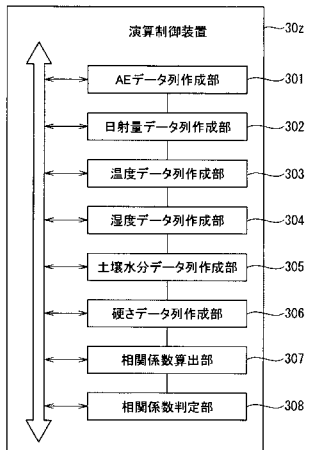 演算制御装置
30z
AEデータ列作成部
301
日射量データ列作成部
302
温度データ列作成部
303
湿度データ列作成部
304
土壌水分データ列作成部
305
硬さデータ列作成部
306
相関係数算出部
307
相関係数判定部
308